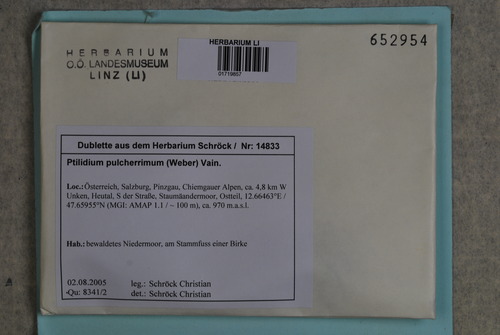 HERBARIUM
O.Ö. LANDESMUSEUM
LINZ (LI)
HERBARIUM LI
01719857
652954
Dublette aus dem Herbarium Schröck / Nr: 14833
Ptilidium pulcherrimum (Weber) Vain.
Loc.: Österreich, Salzburg, Pinzgau, Chiemgauer Alpen, ca. 4,8 km W
Unken, Heutal, S der Straße, Staumäandermoor, Ostteil, 12.66463°E /
47.65955°N (MGI: AMAP 1.1 / ~ 100 m), ca. 970 m.a.s.l.
Hab.: bewaldetes Niedermoor, am Stammfuss einer Birke
02.08.2005 leg.: Schröck Christian
Qu: 8341/2 det.: Schröck Christian